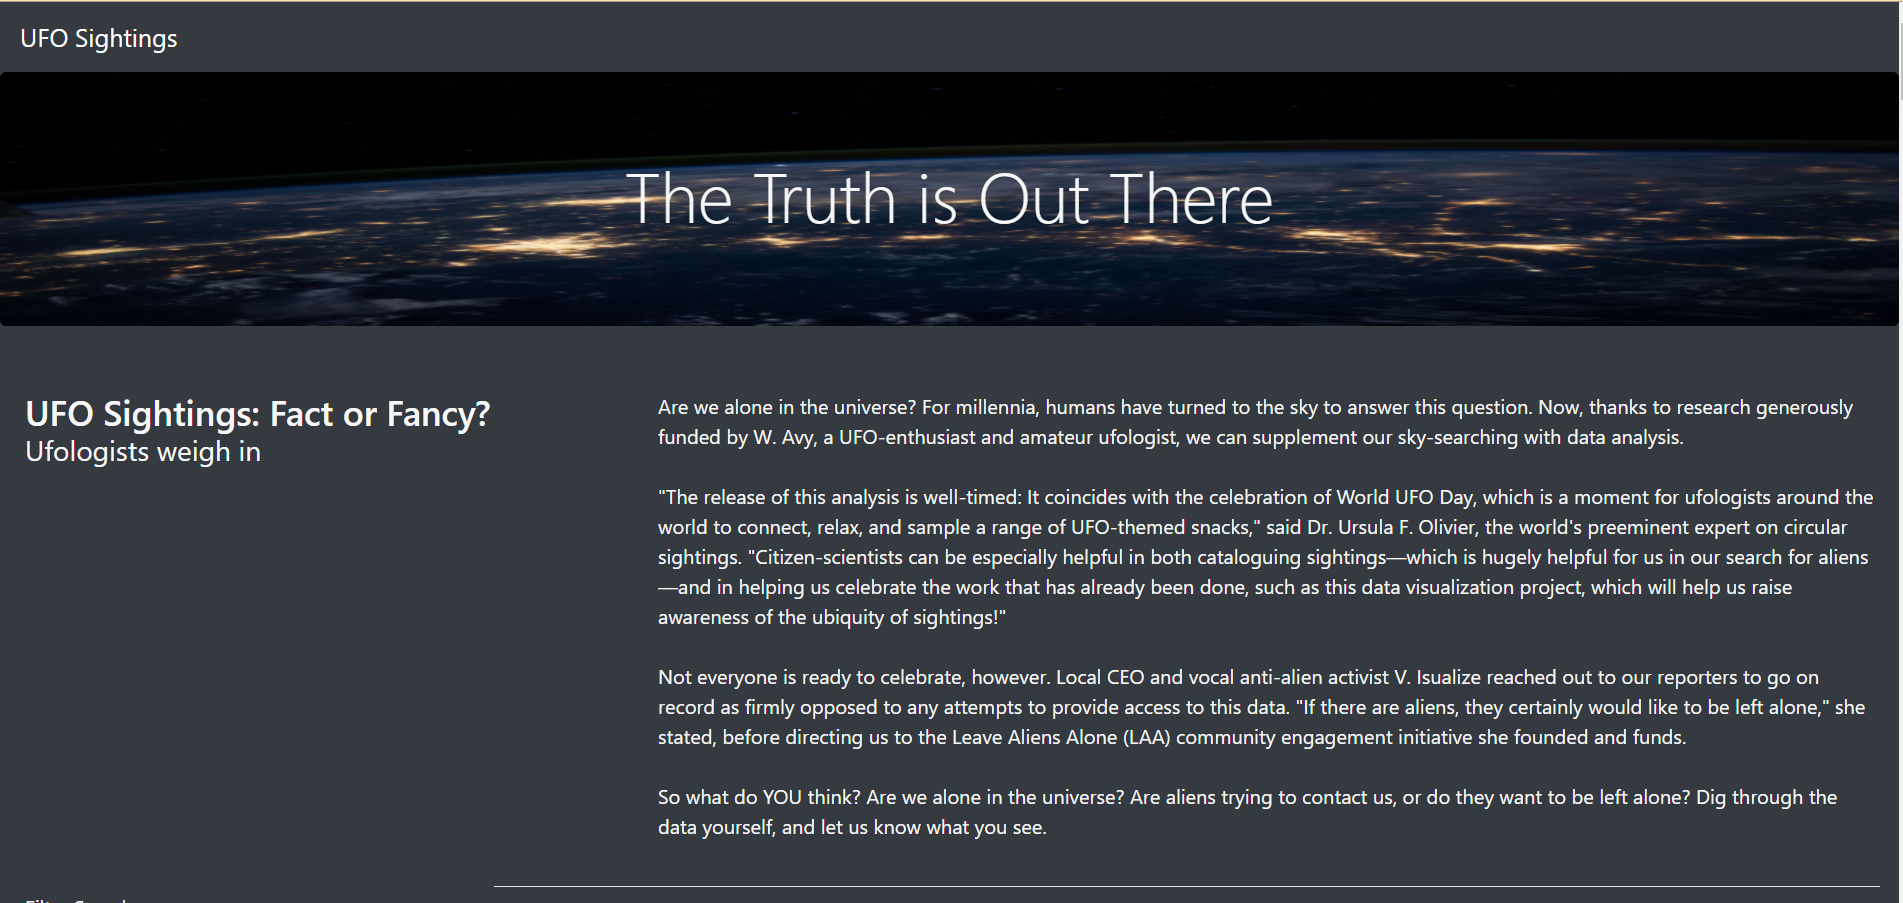 UFO Sightings
The Truth is Out There
UFO Sightings: Fact or Fancy?
Ufologists weigh in
Are we alone in the universe? For millennia, humans have turned to the sky to answer this question. Now, thanks to research generously
funded by W. Avy, a UFO-enthusiast and amateur ufologist, we can supplement our sky-searching with data analysis.
"The release of this analysis is well-timed: It coincides with the celebration of World UFO Day, which is a moment for ufologists around the
world to connect, relax, and sample a range of UFO-themed snacks," said Dr. Ursula F. Olivier, the world's preeminent expert on circular
sightings. "Citizen-scientists can be especially helpful in both cataloguing sightings—which is hugely helpful for us in our search for aliens
—and in helping us celebrate the work that has already been done, such as this data visualization project, which will help us raise
awareness of the ubiquity of sightings!"
Not everyone is ready to celebrate, however. Local CEO and vocal anti-alien activist V. Isualize reached out to our reporters to go on
record as firmly opposed to any attempts to provide access to this data. "If there are aliens, they certainly would like to be left alone," she
stated, before directing us to the Leave Aliens Alone (LAA) community engagement initiative she founded and funds.
So what do YOU think? Are we alone in the universe? Are aliens trying to contact us, or do they want to be left alone? Dig through the
data yourself, and let us know what you see.